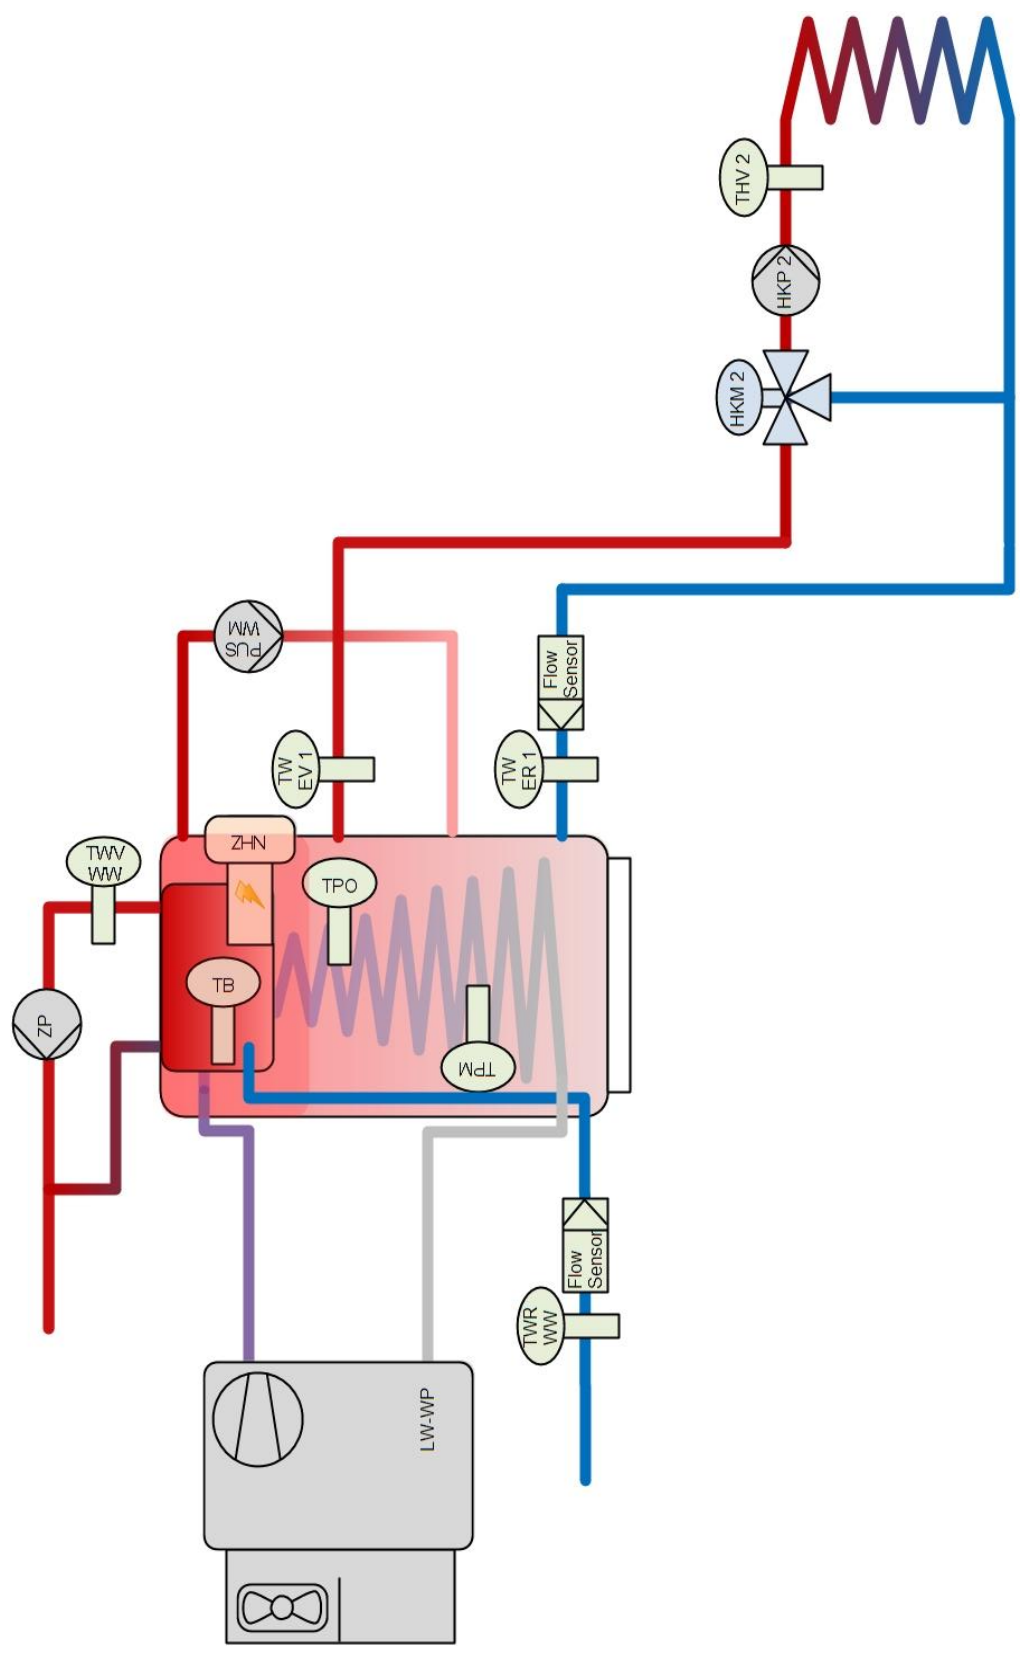 THV 2
HKP 2
HKM 2
PUS
WM
Flow
Sensor
TW
EV 1
TW
ER 1
TWV
WW
ZHN
TPO
TB
ZP
TPM
Flow
Sensor
TWR
WW
LW-WP